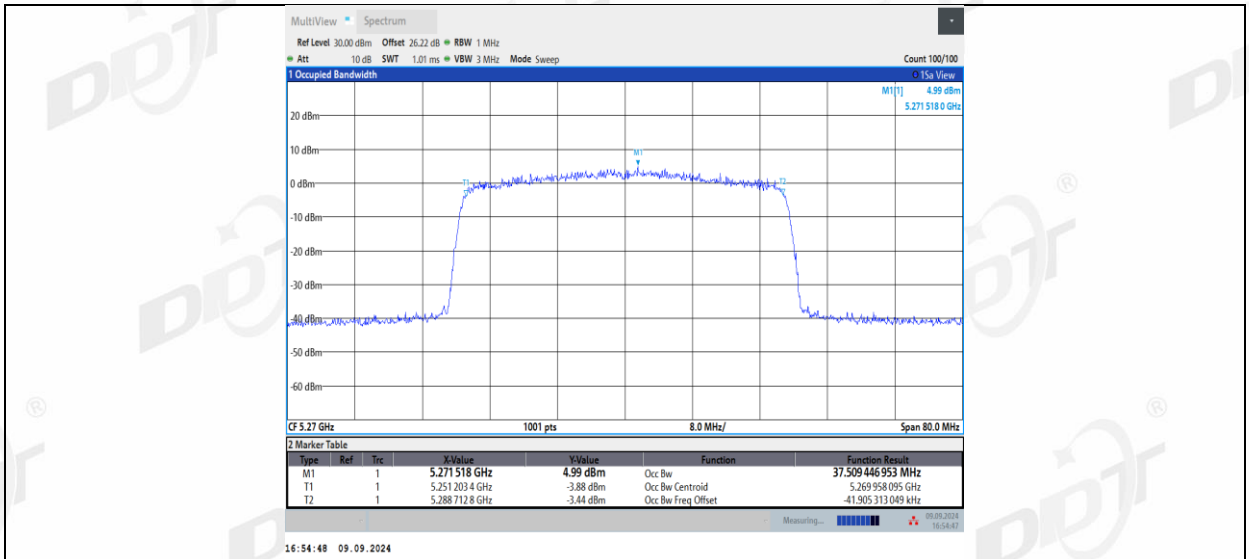 MultiView Spectrum
Ref Level 30.00 dBm Offset 26.22 dB RBW 1 MHz
Att 10 dB SWT 1.01 ms VBW 3 MHz Mode Sweep Count 100/100
1 Occupied Bandwidth 1Sa View
M1[1] 4.99 dBm
5.271 518 0 GHz
20 dBm
M1
10 dBm
T1 T2
0 dBm
-10 dBm
-20 dBm
-30 dBm
-40 dBm
-50 dBm
-60 dBm
CF 5.27 GHz 1001 pts 8.0 MHz/ Span 80.0 MHz
2 Marker Table
Type Ref Trc X-Value Y-Value Function Function Result
M1 1 5.271 518 GHz 4.99 dBm Occ Bw 37.509 446 953 MHz
T1 1 5.251 203 4 GHz -3.88 dBm Occ Bw Centroid 5.269 958 095 GHz
T2 1 5.288 712 8 GHz -3.44 dBm Occ Bw Freq Offset -41.905 313 049 kHz
Measuring... 09.09.2024
16:54:47
16:54:48 09.09.2024
DDT
®